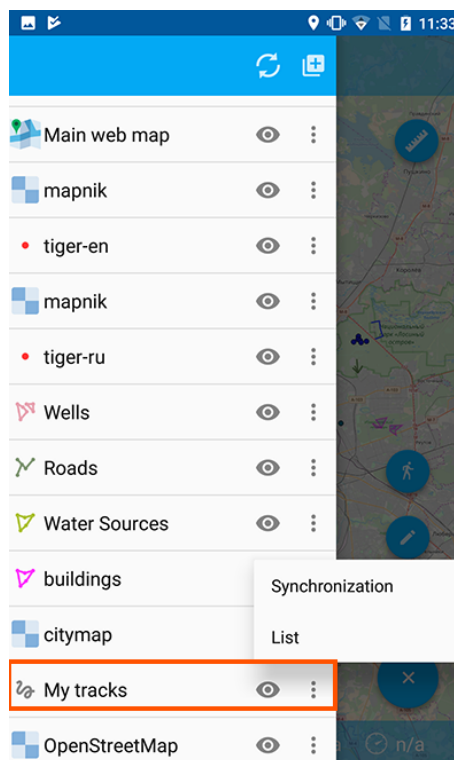 11:33
Main web map
mapnik
tiger-en
mapnik
tiger-ru
Wells
Roads
Water Sources
buildings
Synchronization
citymap
List
My tracks
OpenStreetMap
n/a